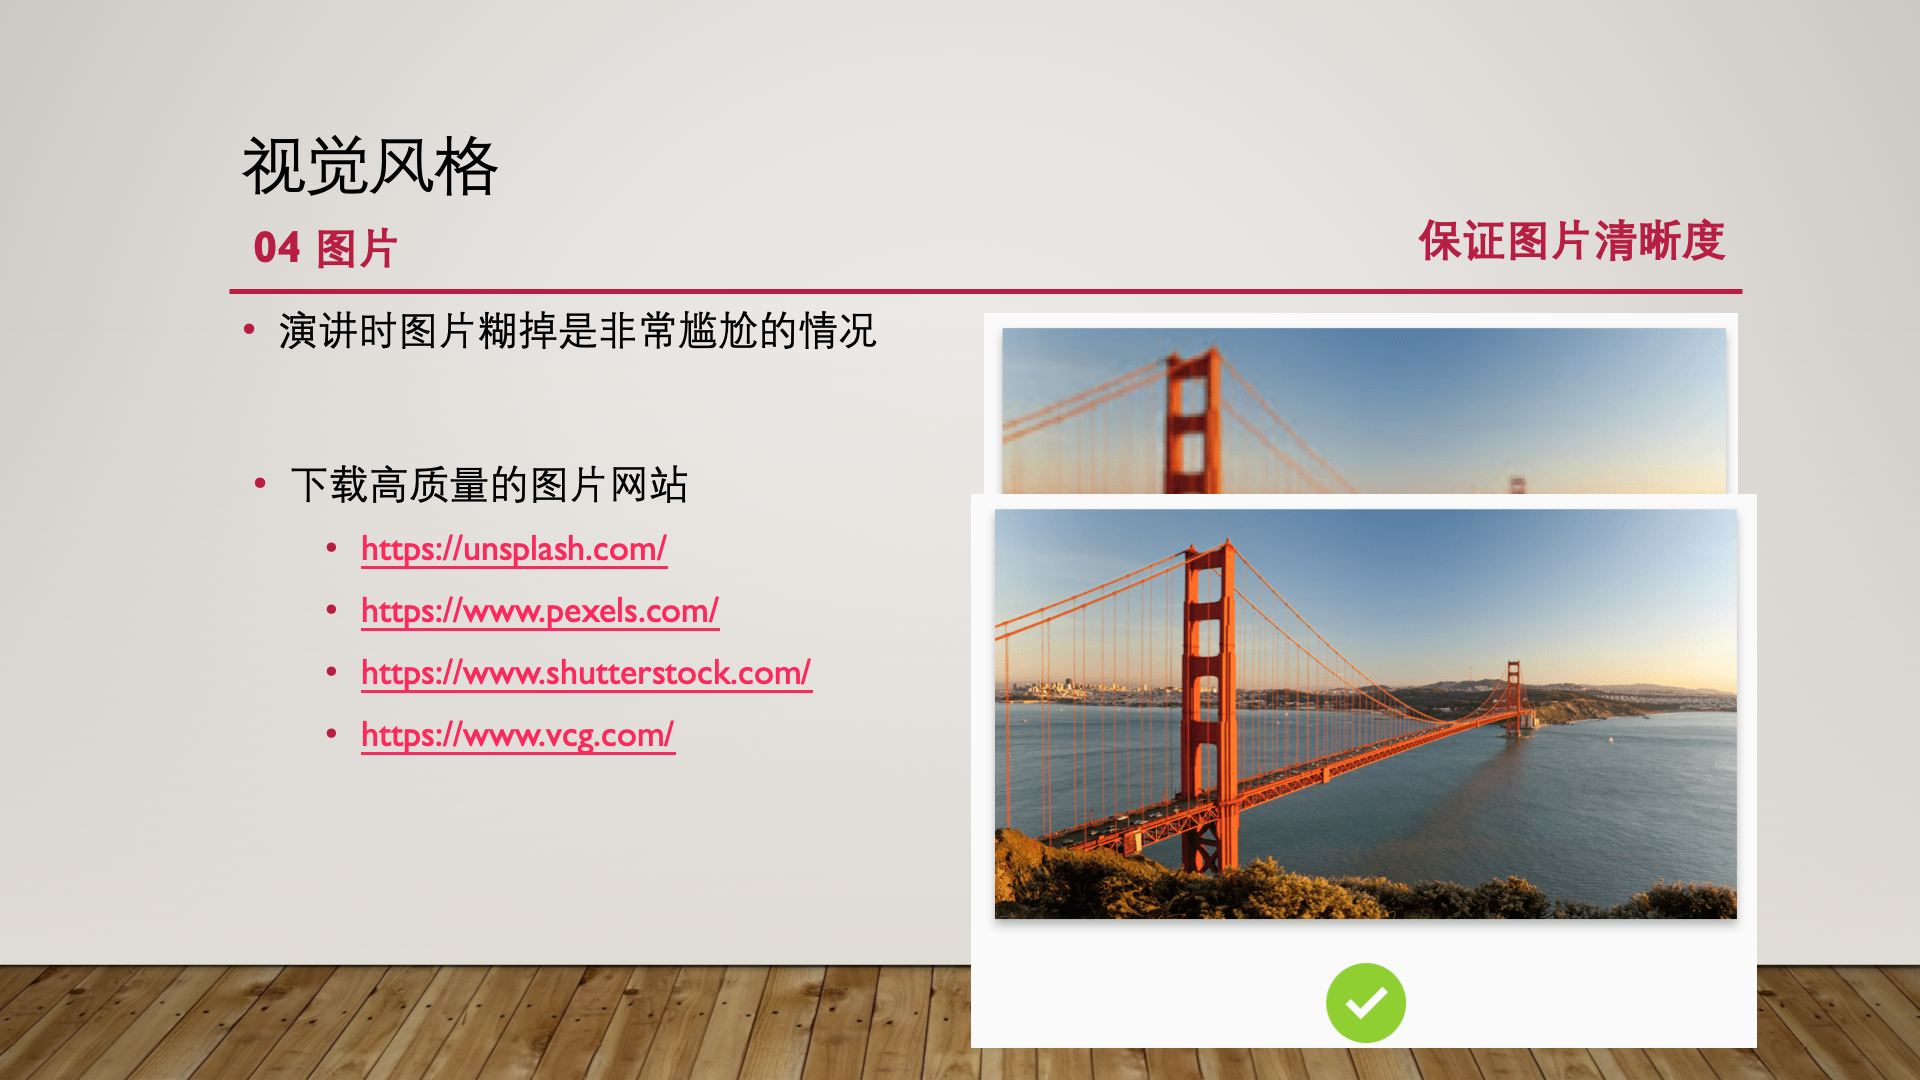 视觉风格
04 图片
保证图片清晰度
演讲时图片糊掉是非常尴尬的情况
下载高质量的图片网站
https://unsplash.com/
https://www.pexels.com/
https://www.shutterstock.com/
https://www.vcg.com/